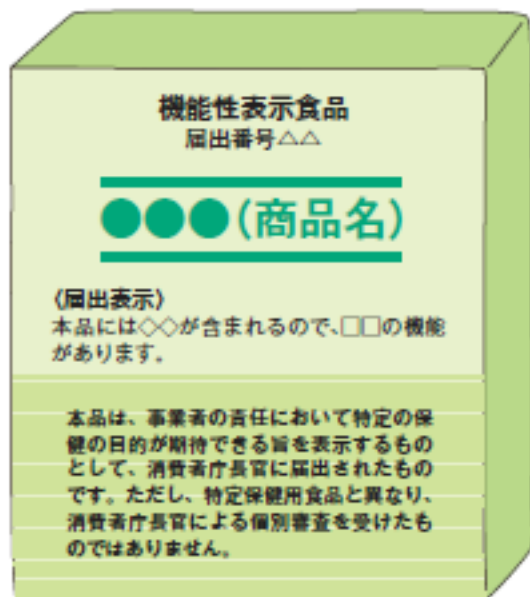 機能性表示食品
届出番号△△
●●●(商品名)
〈届出表示〉
本品には◇◇が含まれるので、□□の機能
があります。
本品は、事業者の責任において特定の保
健の目的が期待できる旨を表示するもの
として、消費者庁長官に届出されたもの
です。ただし、特定保健用食品と異なり、
消費者庁長官による個別審査を受けたも
のではありません。